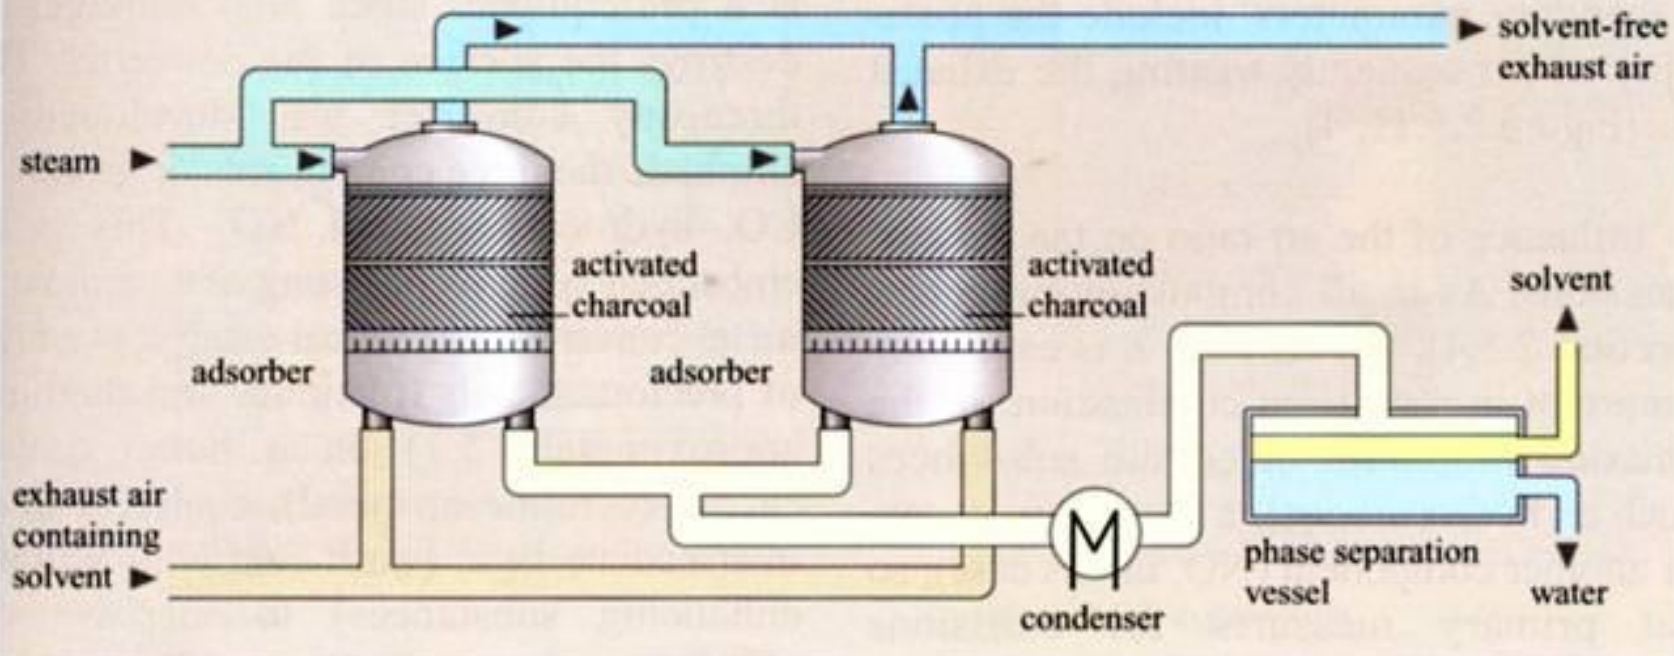 solvent-free
exhaust air
steam
activated
charcoal
activated
charcoal
solvent
adsorber
adsorber
exhaust air
containing
solvent
phase separation
vessel
water
condenser